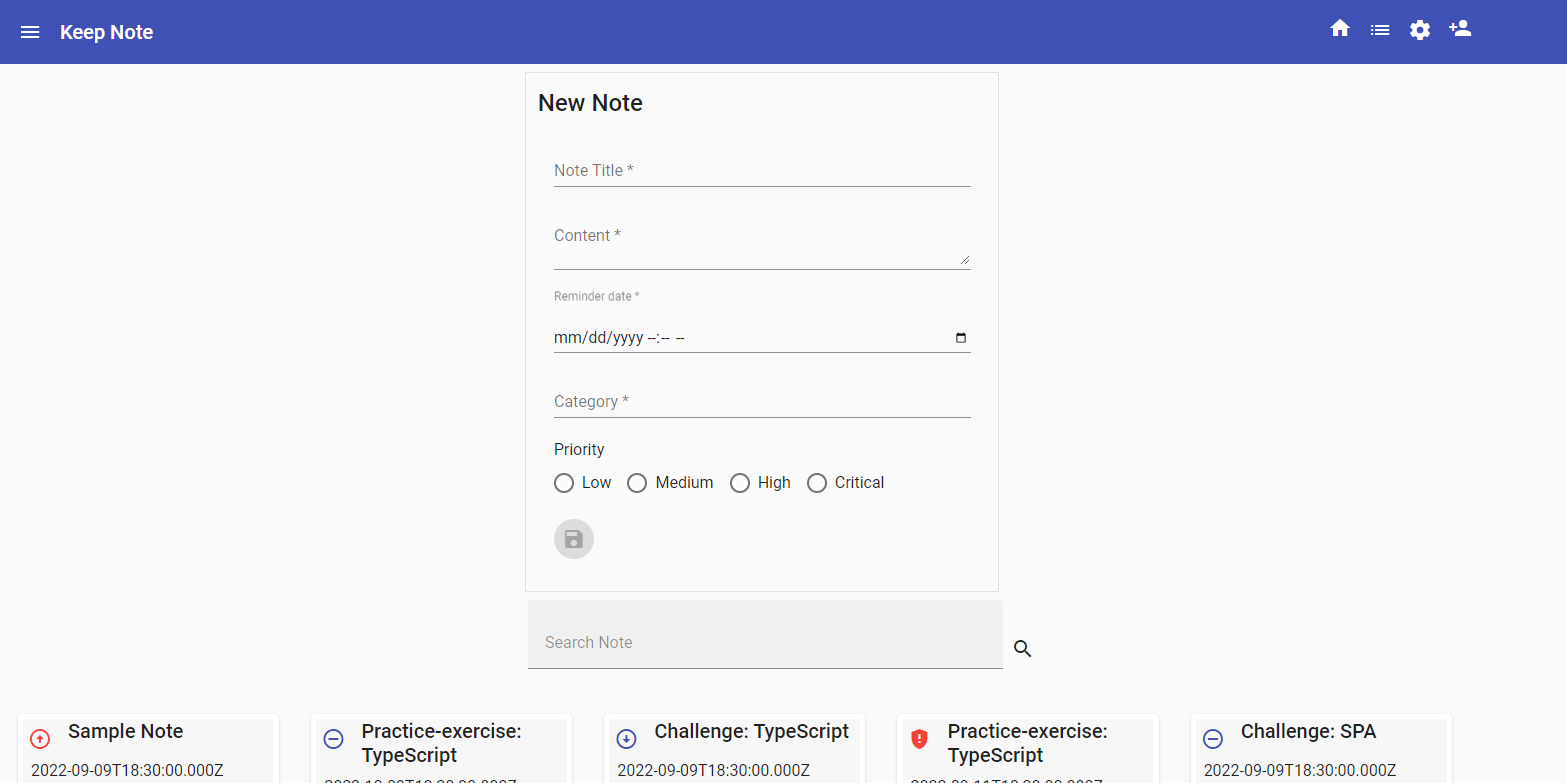 Keep Note
New Note
Note Title *
Content *
Reminder date *
mm/dd/yyyy --:-- --
Category *
Priority
Low Medium High Critical
Search Note
Sample Note
2022-09-09T18:30:00.000Z
Practice-exercise:
TypeScript
Challenge: TypeScript
2022-09-09T18:30:00.000Z
Practice-exercise:
TypeScript
Challenge: SPA
2022-09-09T18:30:00.000Z